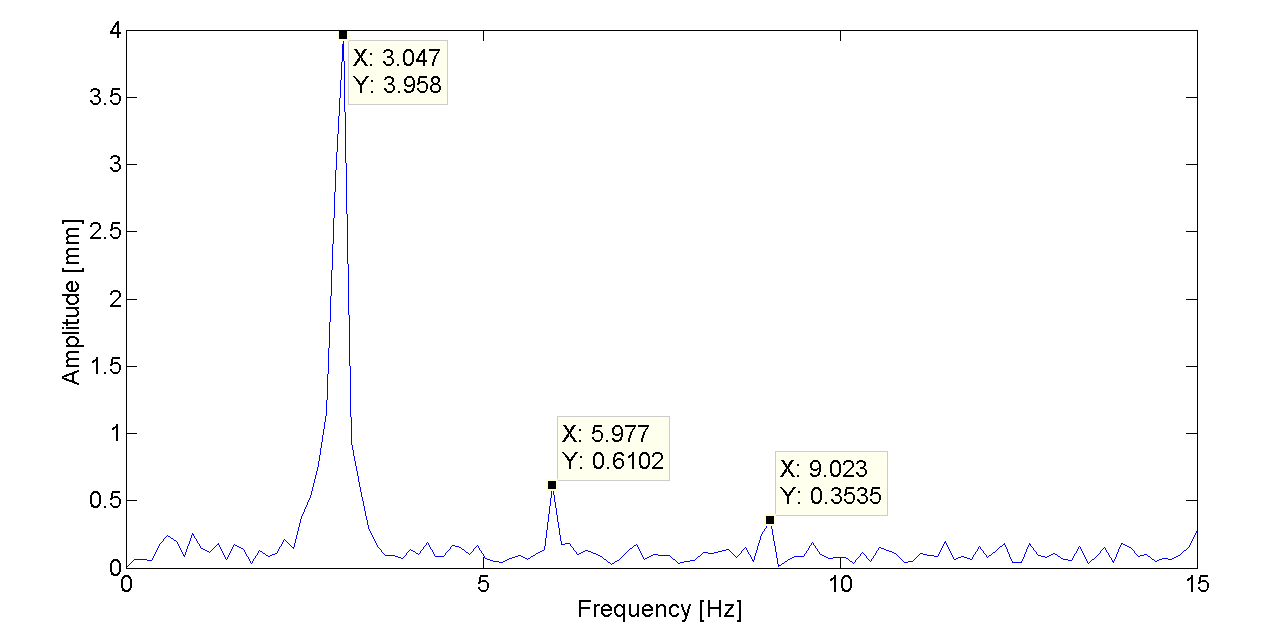 4
X: 3.047
Y: 3.958
3.5
3
2.5
2
1.5
1
0.5
0
Amplitude [mm]
X: 5.977
Y: 0.6102
X: 9.023
Y: 0.3535
0
5
10
15
Frequency [Hz]